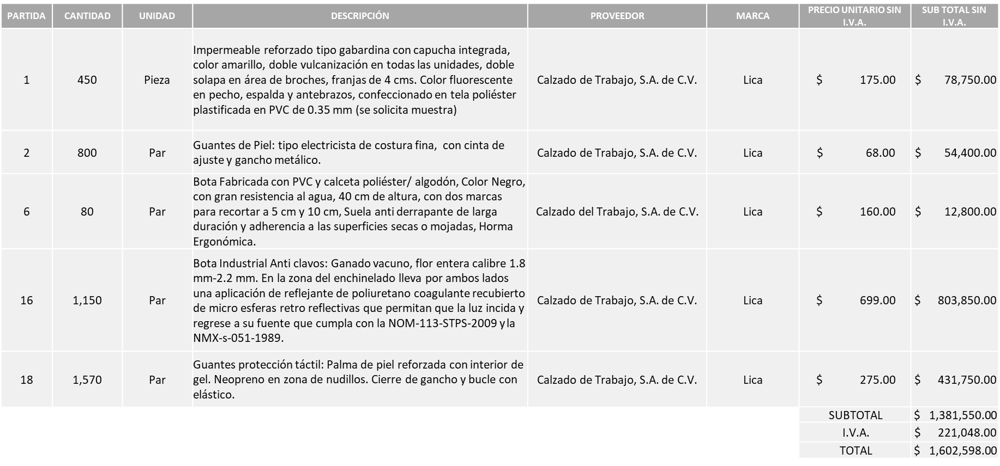 PARTIDA CANTIDAD UNIDAD DESCRIPCIÓN PROVEEDOR MARCA PRECIO UNITARIO SIN I.V.A. SUB TOTAL SIN I.V.A.
1 450 Pieza
Impermeable reforzado tipo gabardina con capucha integrada,
color amarillo, doble vulcanización en todas las unidades, doble
solapa en área de broches, franjas de 4 cms. Color fluorescente
en pecho, espalda y antebrazos, confeccionado en tela poliéster
plastificada en PVC de 0.35 mm (se solicita muestra)
Calzado de Trabajo, S.A. de C.V. Lica $ 175.00 $ 78,750.00
2 800 Par
Guantes de Piel: tipo electricista de costura fina,  con cinta de
ajuste y gancho metálico.
Calzado de Trabajo, S.A. de C.V. Lica $ 68.00 $ 54,400.00
6 80 Par
Bota Fabricada con PVC y calceta poliéster/ algodón, Color Negro,
con gran resistencia al agua, 40 cm de altura, con dos marcas
para recortar a 5 cm y 10 cm, Suela anti derrapante de larga
duración y adherencia a las superficies secas o mojadas, Horma
Ergonómica.
Calzado del Trabajo, S.A. de C.V. Lica $ 160.00 $ 12,800.00
16 1,150 Par
Bota Industrial Anti clavos: Ganado vacuno, flor entera calibre 1.8
mm-2.2 mm. En la zona del enchinelado lleva por ambos lados
una aplicación de reflejante de poliuretano coagulante recubierto
de micro esferas retro reflectivas que permitan que la luz incida y
regrese a su fuente que cumpla con la NOM-113-STPS-2009 y la
NMX-s-051-1989.
Calzado de Trabajo, S.A. de C.V. Lica $ 699.00 $ 803,850.00
18 1,570 Par
Guantes protección táctil: Palma de piel reforzada con interior de
gel. Neopreno en zona de nudillos. Cierre de gancho y bucle con
elástico.
Calzado de Trabajo, S.A. de C.V. Lica $ 275.00 $ 431,750.00
SUBTOTAL $ 1,381,550.00
I.V.A. $ 221,048.00
TOTAL $ 1,602,598.00